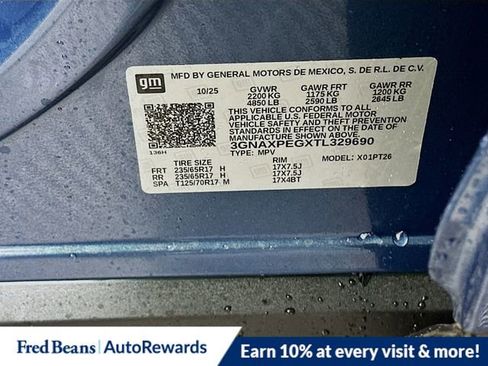 gm
MFD BY GENERAL MOTORS DE MEXICO, S. DE R.L. DE C.V.
10/25 GVWR GAWR FRT GAWR RR
2200 KG 1175 KG 1200 KG
4850 LB 2590 LB 2645 LB
THIS VEHICLE CONFORMS TO ALL
APPLICABLE U.S. FEDERAL MOTOR
VEHICLE SAFETY AND THEFT PREVENTION
STANDARDS IN EFFECT ON THE DATE OF
MANUFACTURE SHOWN ABOVE.
3GNAXPEGXTL329690
136H TYPE: MPV MODEL: X01PT26
TIRE SIZE RIM
FRT 235/65R17 H 17X7.5J
RR 235/65R17 H 17X7.5J
SPA T125/70R17 M 17X4BT
Fred Beans AutoRewards Earn 10% at every visit & more!